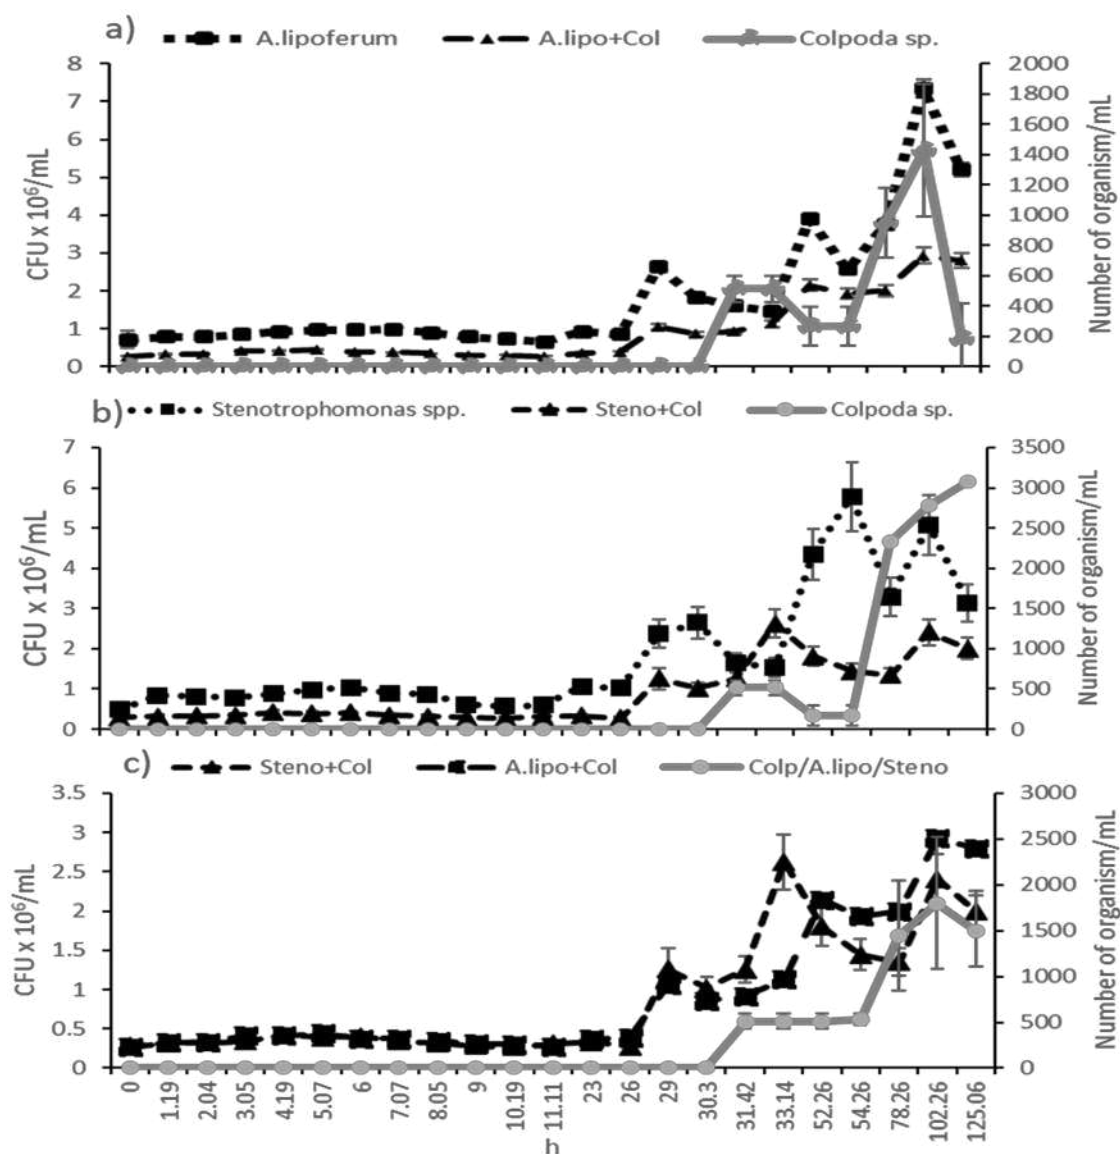 a) A.lipoferum A.lipo+Col Colpoda sp.
8 2000
7 1800
6 1600
5 1400
4 1200
3 1000
2 800
1 600
0 400
200
0
CFU x 10⁶/mL
Number of organism/mL
b) Stenotrophomonas spp. Steno+Col Colpoda sp.
7 3500
6 3000
5 2500
4 2000
3 1500
2 1000
1 500
0 0
CFU x 10⁶/mL
Number of organism/mL
c) Steno+Col A.lipo+Col Colp/A.lipo/Steno
3.5 3000
3 2500
2.5 2000
2 1500
1.5 1000
1 500
0.5 0
0
CFU x 10⁶/mL
Number of organism/mL
0 1.19 2.04 3.05 4.19 5.07 6 7.07 8.05 9 10.19 11.11 23 26 29 30.3 31.42 33.14 52.26 54.26 78.26 102.26 125.06
h